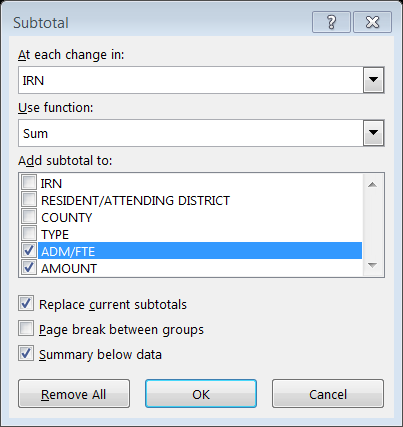 Subtotal
At each change in:
IRN
Use function:
Sum
Add subtotal to:
IRN
RESIDENT/ATTENDING DISTRICT
COUNTY
TYPE
ADM/FTE
AMOUNT
Replace current subtotals
Page break between groups
Summary below data
Remove All OK Cancel